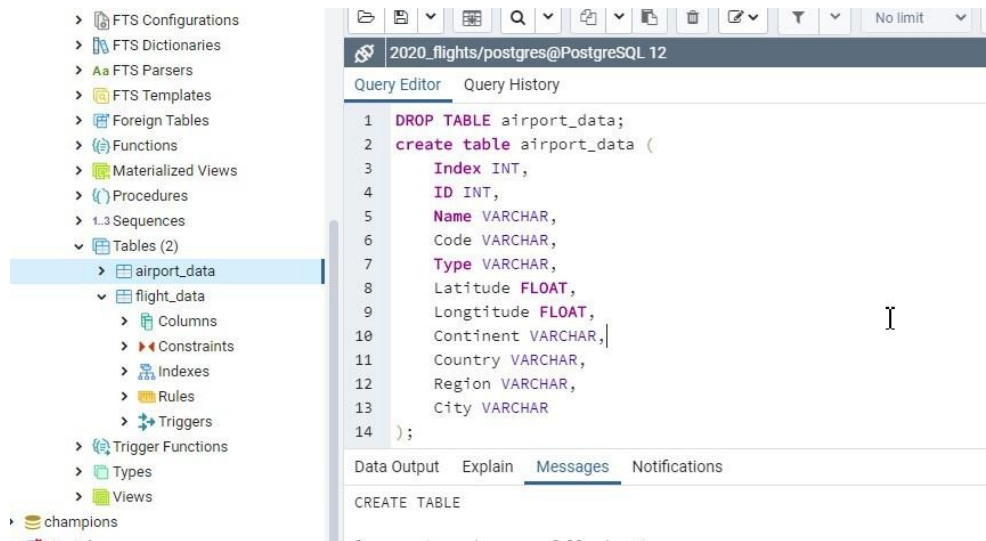 FTS Configurations
FTS Dictionaries
Aa FTS Parsers
FTS Templates
Foreign Tables
Functions
Materialized Views
Procedures
1..3 Sequences
Tables (2)
airport_data
flight_data
Columns
Constraints
Indexes
Rules
Triggers
Trigger Functions
Types
Views
champions
No limit
2020_flights/postgres@PostgreSQL 12
Query Editor Query History
1 DROP TABLE airport_data;
2 create table airport_data (
3 Index INT,
4 ID INT,
5 Name VARCHAR,
6 Code VARCHAR,
7 Type VARCHAR,
8 Latitude FLOAT,
9 Longtitude FLOAT,
10 Continent VARCHAR,
11 Country VARCHAR,
12 Region VARCHAR,
13 City VARCHAR
14 );
Data Output Explain Messages Notifications
CREATE TABLE